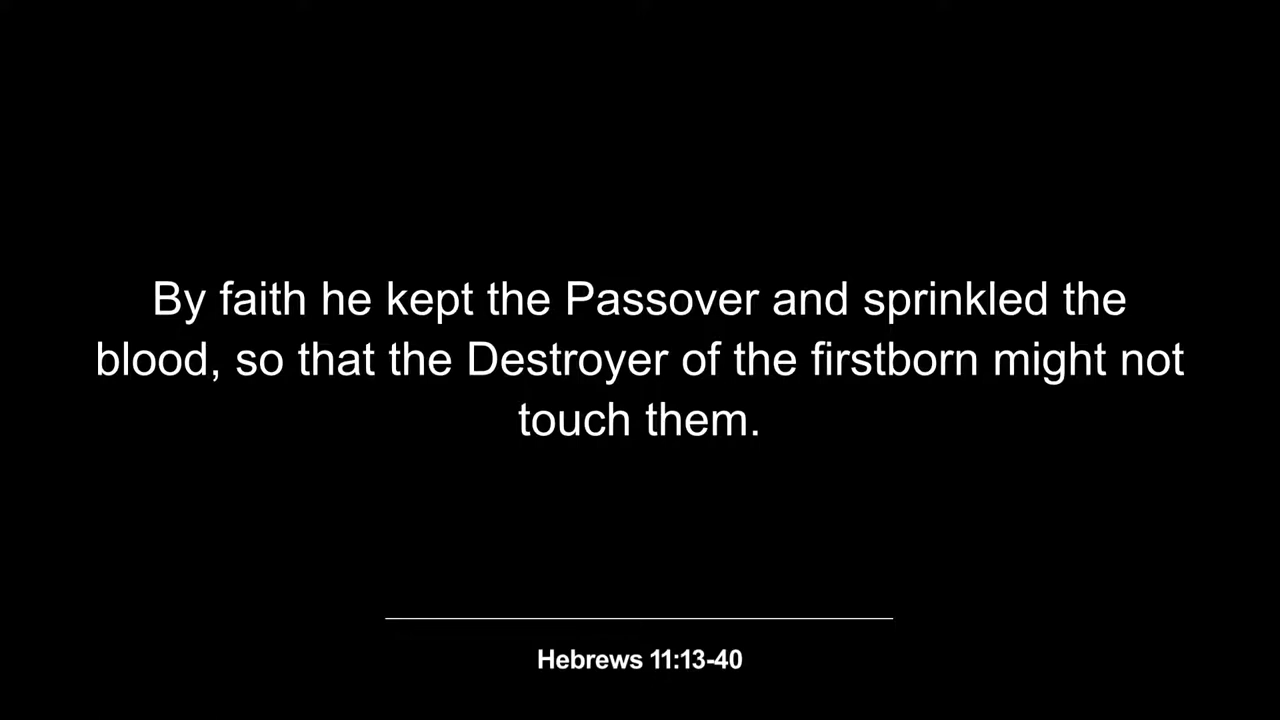 By faith he kept the Passover and sprinkled the
blood, so that the Destroyer of the firstborn might not
touch them.
Hebrews 11:13-40